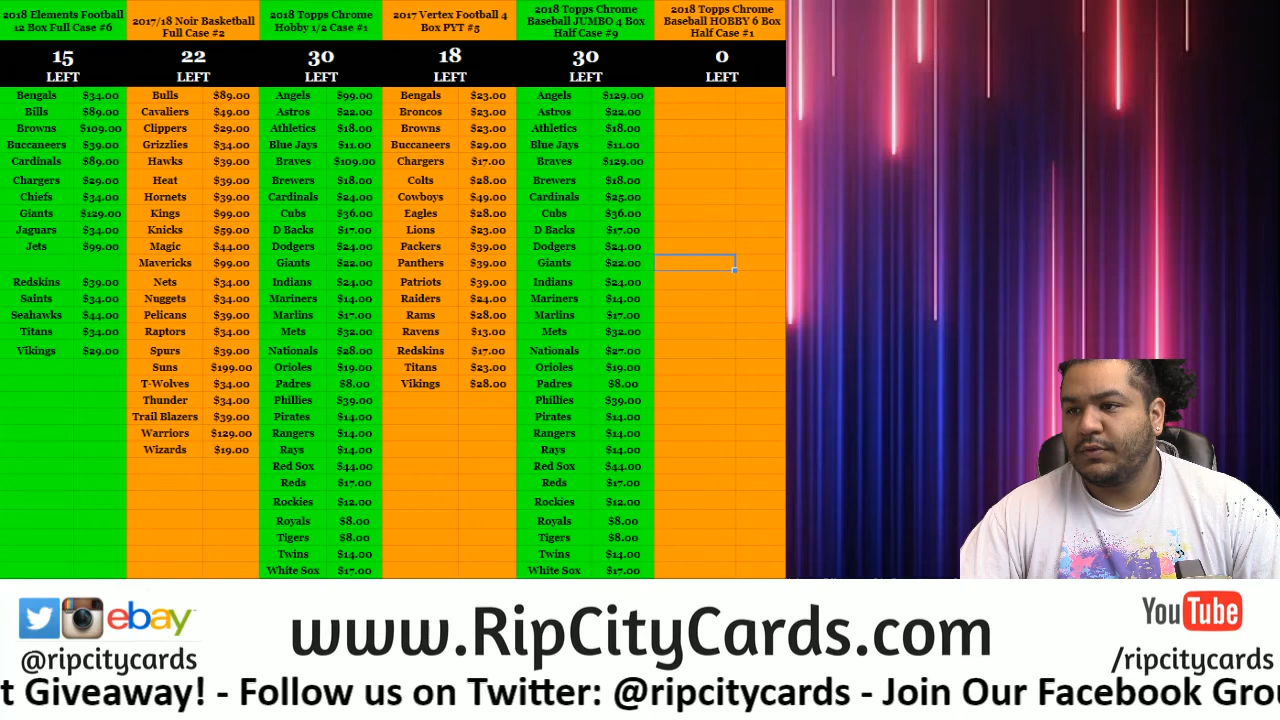 2018 Elements Football
12 Box Full Case #6
15
LEFT
Bengals $34.00
Bills $89.00
Browns $109.00
Buccaneers $39.00
Cardinals $89.00
Chargers $29.00
Chiefs $34.00
Giants $129.00
Jaguars $34.00
Jets $99.00
Redskins $39.00
Saints $34.00
Seahawks $44.00
Titans $34.00
Vikings $29.00
2017/18 Noir Basketball
Full Case #2
22
LEFT
Bulls $89.00
Cavaliers $49.00
Clippers $29.00
Grizzlies $34.00
Hawks $39.00
Heat $39.00
Hornets $39.00
Kings $99.00
Knicks $59.00
Magic $44.00
Mavericks $99.00
Nets $34.00
Nuggets $34.00
Pelicans $39.00
Raptors $34.00
Spurs $39.00
Suns $199.00
T-Wolves $34.00
Thunder $34.00
Trail Blazers $39.00
Warriors $129.00
Wizards $19.00
2018 Topps Chrome
Hobby 1/2 Case #1
30
LEFT
Angels $99.00
Astros $22.00
Athletics $18.00
Blue Jays $11.00
Braves $109.00
Brewers $18.00
Cardinals $24.00
Cubs $36.00
D Backs $17.00
Dodgers $24.00
Giants $22.00
Indians $24.00
Mariners $14.00
Marlins $17.00
Mets $32.00
Nationals $28.00
Orioles $19.00
Padres $8.00
Phillies $39.00
Pirates $14.00
Rangers $14.00
Rays $14.00
Red Sox $44.00
Reds $17.00
Rockies $12.00
Royals $8.00
Tigers $8.00
Twins $14.00
White Sox $17.00
2017 Vertex Football 4
Box PYT #5
18
LEFT
Bengals $23.00
Broncos $23.00
Browns $23.00
Buccaneers $29.00
Chargers $17.00
Colts $28.00
Cowboys $49.00
Eagles $28.00
Lions $23.00
Packers $39.00
Panthers $39.00
Patriots $39.00
Raiders $24.00
Rams $28.00
Ravens $13.00
Redskins $17.00
Titans $23.00
Vikings $28.00
2018 Topps Chrome
Baseball JUMBO 4 Box
Half Case #9
30
LEFT
Angels $129.00
Astros $22.00
Athletics $18.00
Blue Jays $11.00
Braves $129.00
Brewers $18.00
Cardinals $25.00
Cubs $36.00
D Backs $17.00
Dodgers $24.00
Giants $22.00
Indians $24.00
Mariners $14.00
Marlins $17.00
Mets $32.00
Nationals $27.00
Orioles $19.00
Padres $8.00
Phillies $39.00
Pirates $14.00
Rangers $14.00
Rays $14.00
Red Sox $44.00
Reds $17.00
Rockies $12.00
Royals $8.00
Tigers $8.00
Twins $14.00
White Sox $17.00
2018 Topps Chrome
Baseball HOBBY 6 Box
Half Case #1
0
LEFT
ebay
@ripcitycards
www.RipCityCards.com
YouTube
/ripcitycards
t Giveaway! - Follow us on Twitter: @ripcitycards - Join Our Facebook Grou